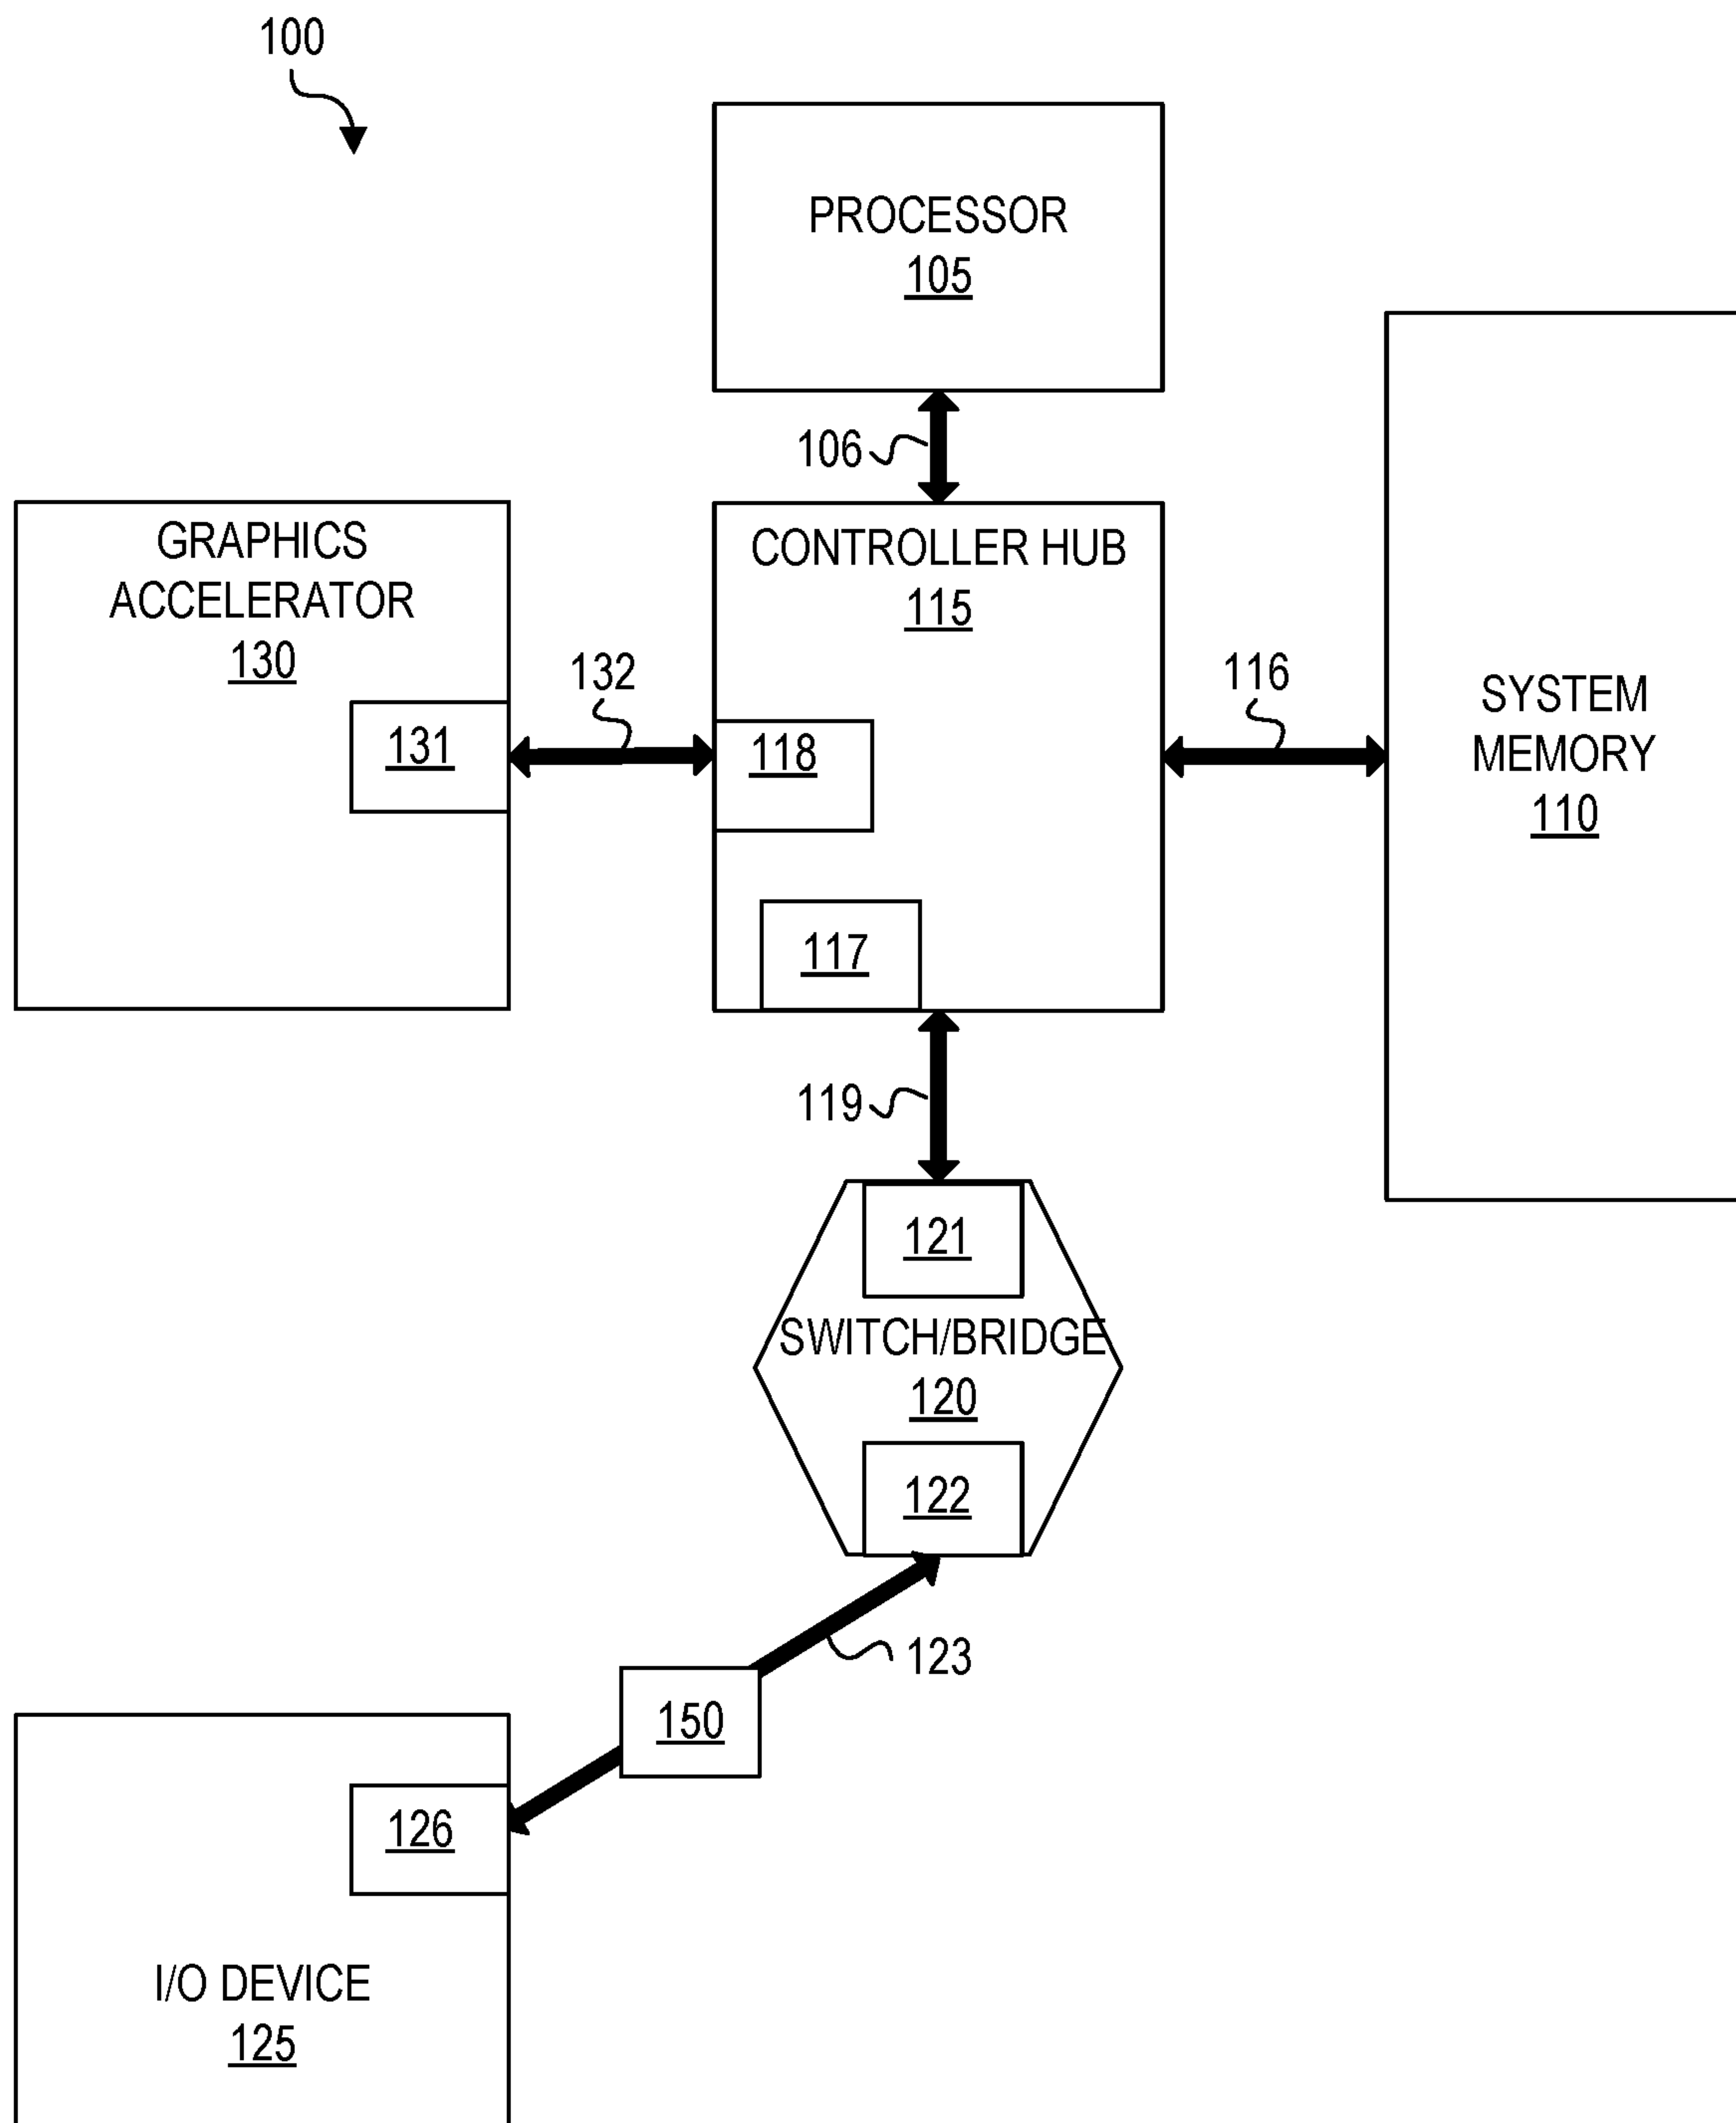 100
PROCESSOR
105
106
GRAPHICS
ACCELERATOR
130
131
132
CONTROLLER HUB
115
118
117
116
SYSTEM
MEMORY
110
119
121
SWITCH/BRIDGE
120
122
123
150
126
I/O DEVICE
125